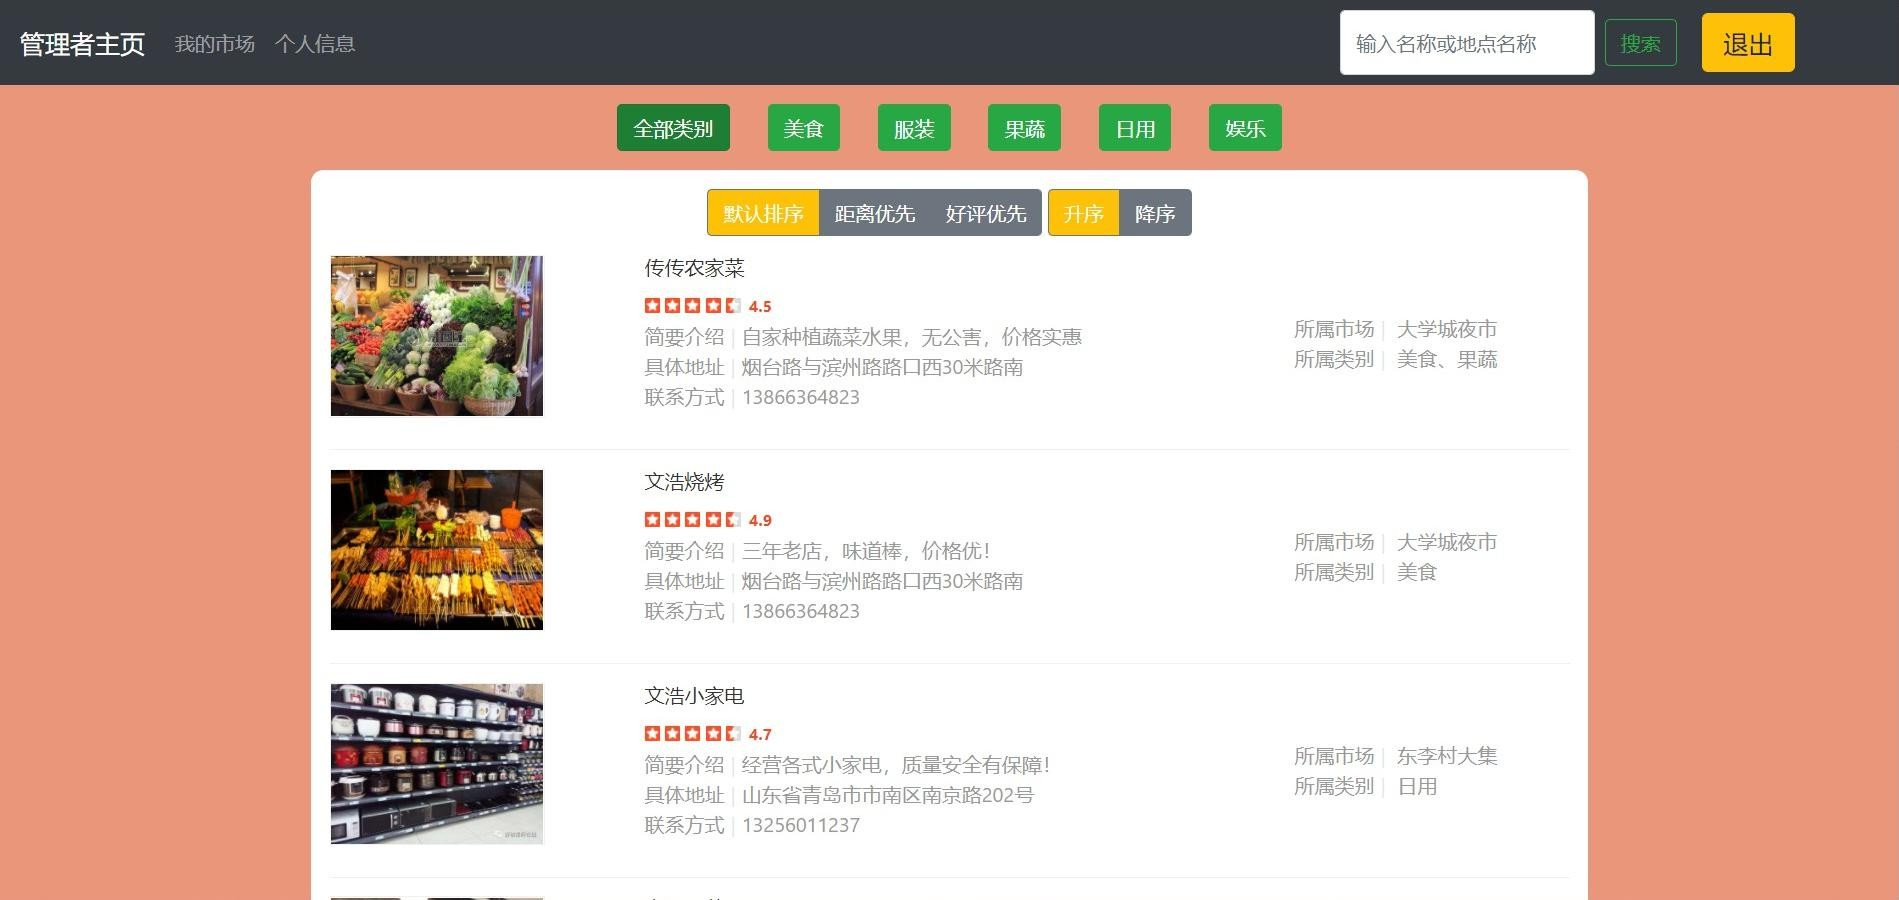 管理者主页 我的市场 个人信息 输入名称或地点名称 搜索 退出
全部类别 美食 服装 果蔬 日用 娱乐
默认排序 距离优先 好评优先 升序 降序
传传农家菜
4.5
简要介绍 | 自家种植蔬菜水果，无公害，价格实惠
具体地址 | 烟台路与滨州路路口西30米路南
联系方式 | 13866364823
所属市场 | 大学城夜市
所属类别 | 美食、果蔬
文浩烧烤
4.9
简要介绍 | 三年老店，味道棒，价格优！
具体地址 | 烟台路与滨州路路口西30米路南
联系方式 | 13866364823
所属市场 | 大学城夜市
所属类别 | 美食
文浩小家电
4.7
简要介绍 | 经营各式小家电，质量安全有保障！
具体地址 | 山东省青岛市市南区南京路202号
联系方式 | 13256011237
所属市场 | 东李村大集
所属类别 | 日用